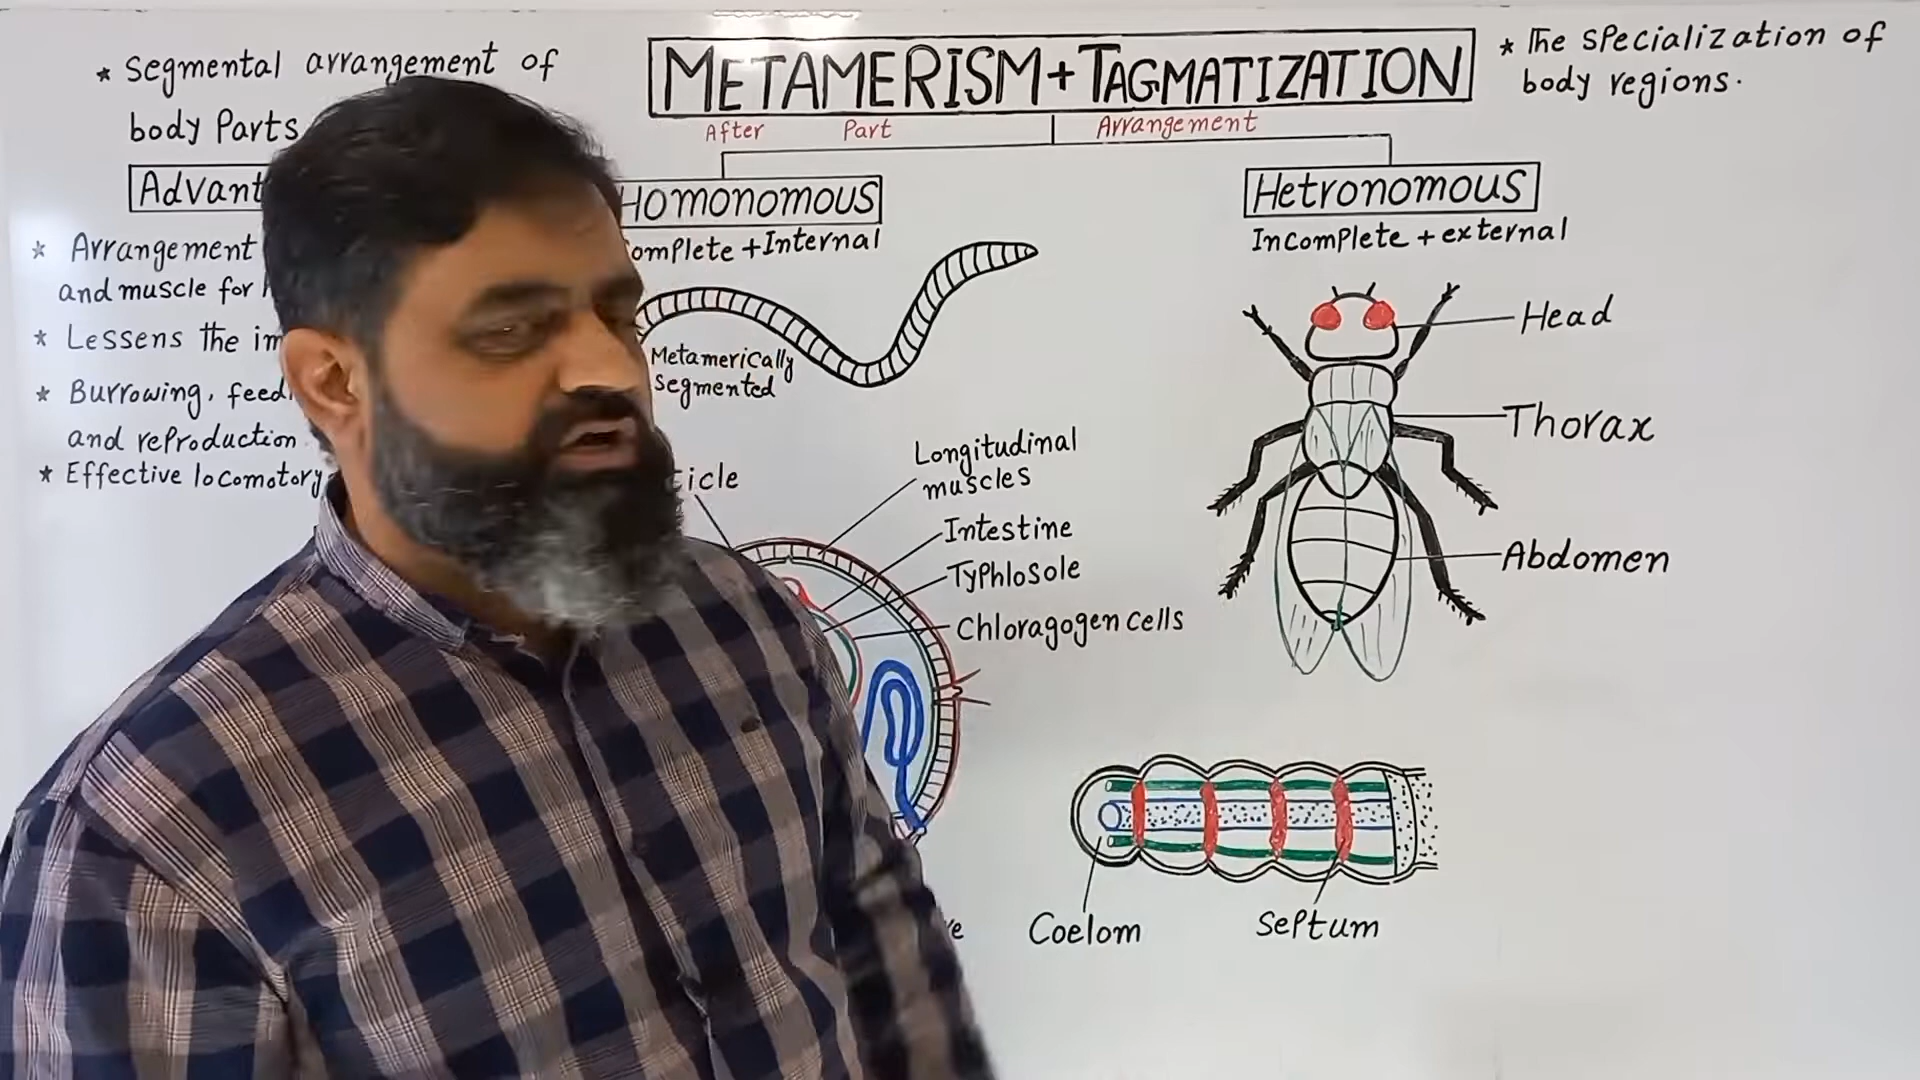 * Segmental arrangement of
body Parts
Advant
* Arrangement
and muscle for
* Lessens the im
* Burrowing, feed
and reproduction
* Effective locomotory
METAMERISM + TAGMATIZATION
After Part Arrangement
* The specialization of
body regions.
Homonomous
omplete + Internal
Metamerically
segmented
Hetronomous
Incomplete + external
Head
Thorax
Abdomen
ticle
Longitudinal
muscles
Intestine
Typhlosole
Chloragogen cells
Coelom
Septum